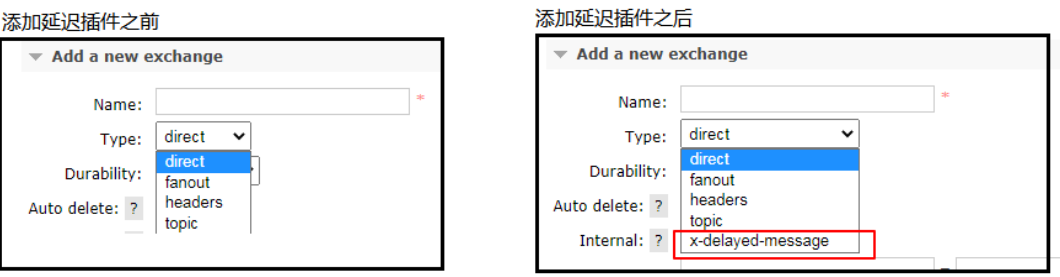 添加延迟插件之前
Add a new exchange
Name:
*
Type:
direct
direct
fanout
headers
topic
Durability:
Auto delete:
?
添加延迟插件之后
Add a new exchange
Name:
*
Type:
direct
direct
fanout
headers
topic
x-delayed-message
Durability:
Auto delete:
?
Internal:
?